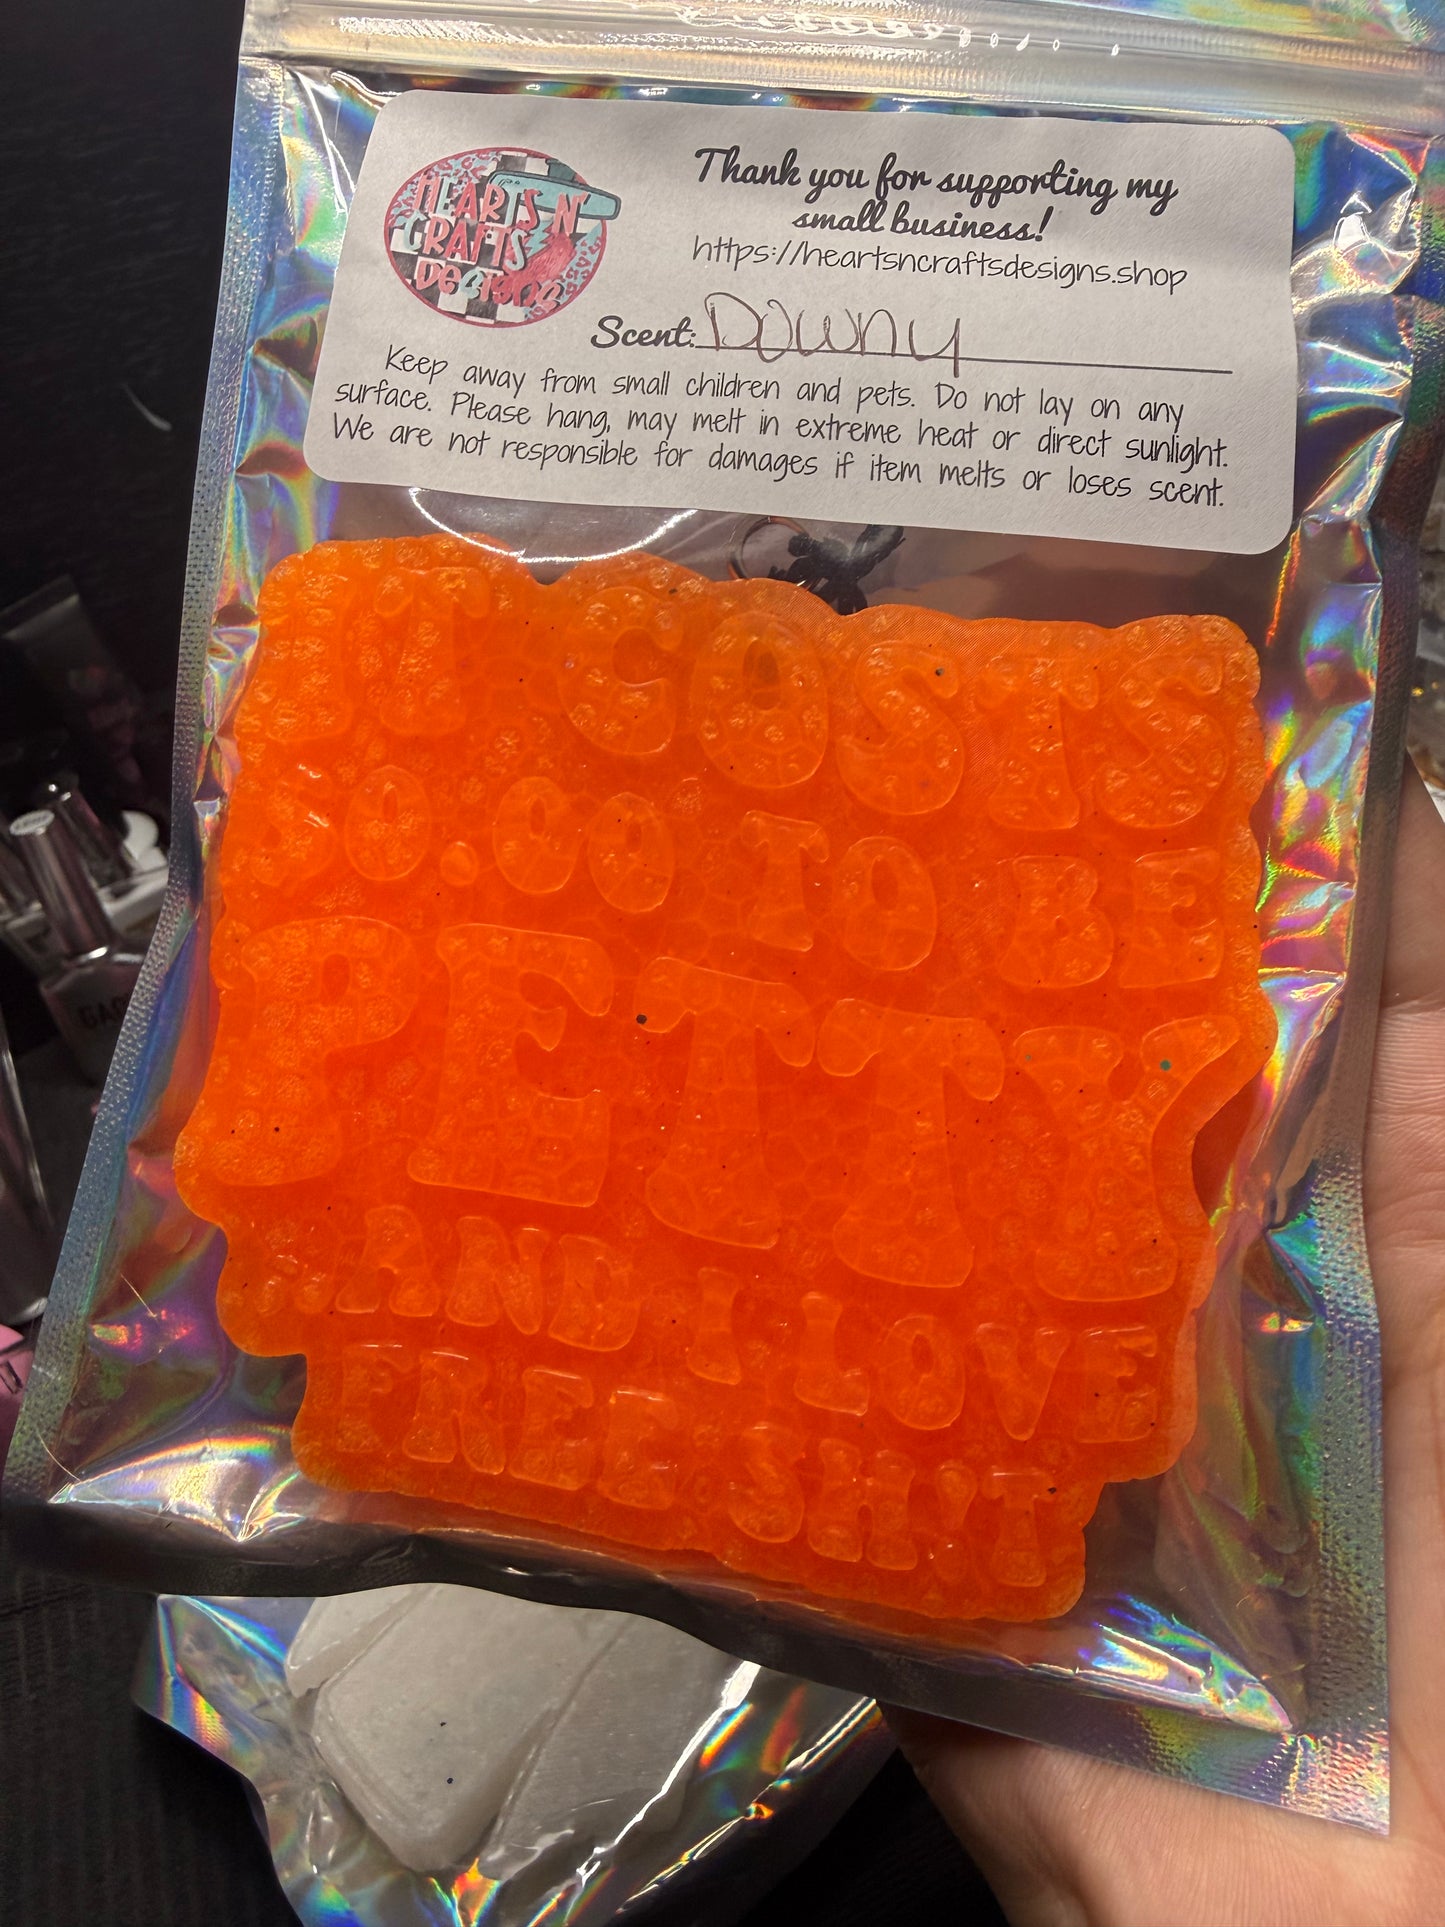 HEARTS N'
CRAFTS
DESIGNS
Thank you for supporting my
small business!
https://heartsncraftsdesigns.shop
Scent: Downy
Keep away from small children and pets. Do not lay on any
surface. Please hang, may melt in extreme heat or direct sunlight.
We are not responsible for damages if item melts or loses scent.
IT COSTS
$0.00 TO BE
PETTY
AND I LOVE
FREE SH*T